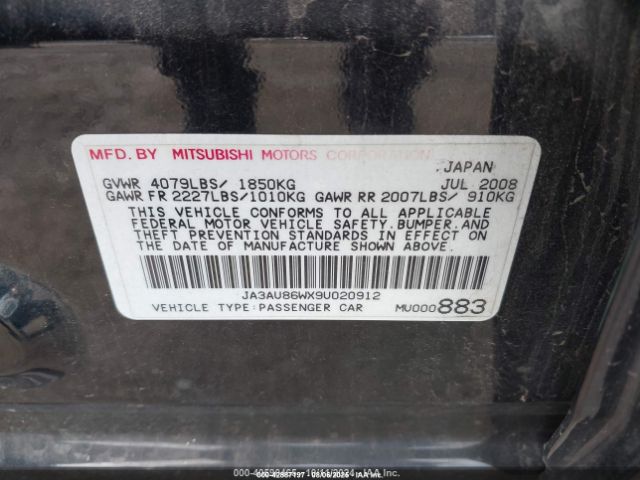 MFD. BY MITSUBISHI MOTORS CORPORATION
JAPAN
GVWR 4079LBS/ 1850KG JUL 2008
GAWR FR 2227LBS/1010KG GAWR RR 2007LBS/ 910KG
THIS VEHICLE CONFORMS TO ALL APPLICABLE
FEDERAL MOTOR VEHICLE SAFETY,BUMPER,AND
THEFT PREVENTION STANDARDS IN EFFECT ON
THE DATE OF MANUFACTURE SHOWN ABOVE.
JA3AU86WX9U020912
VEHICLE TYPE:PASSENGER CAR MU000883